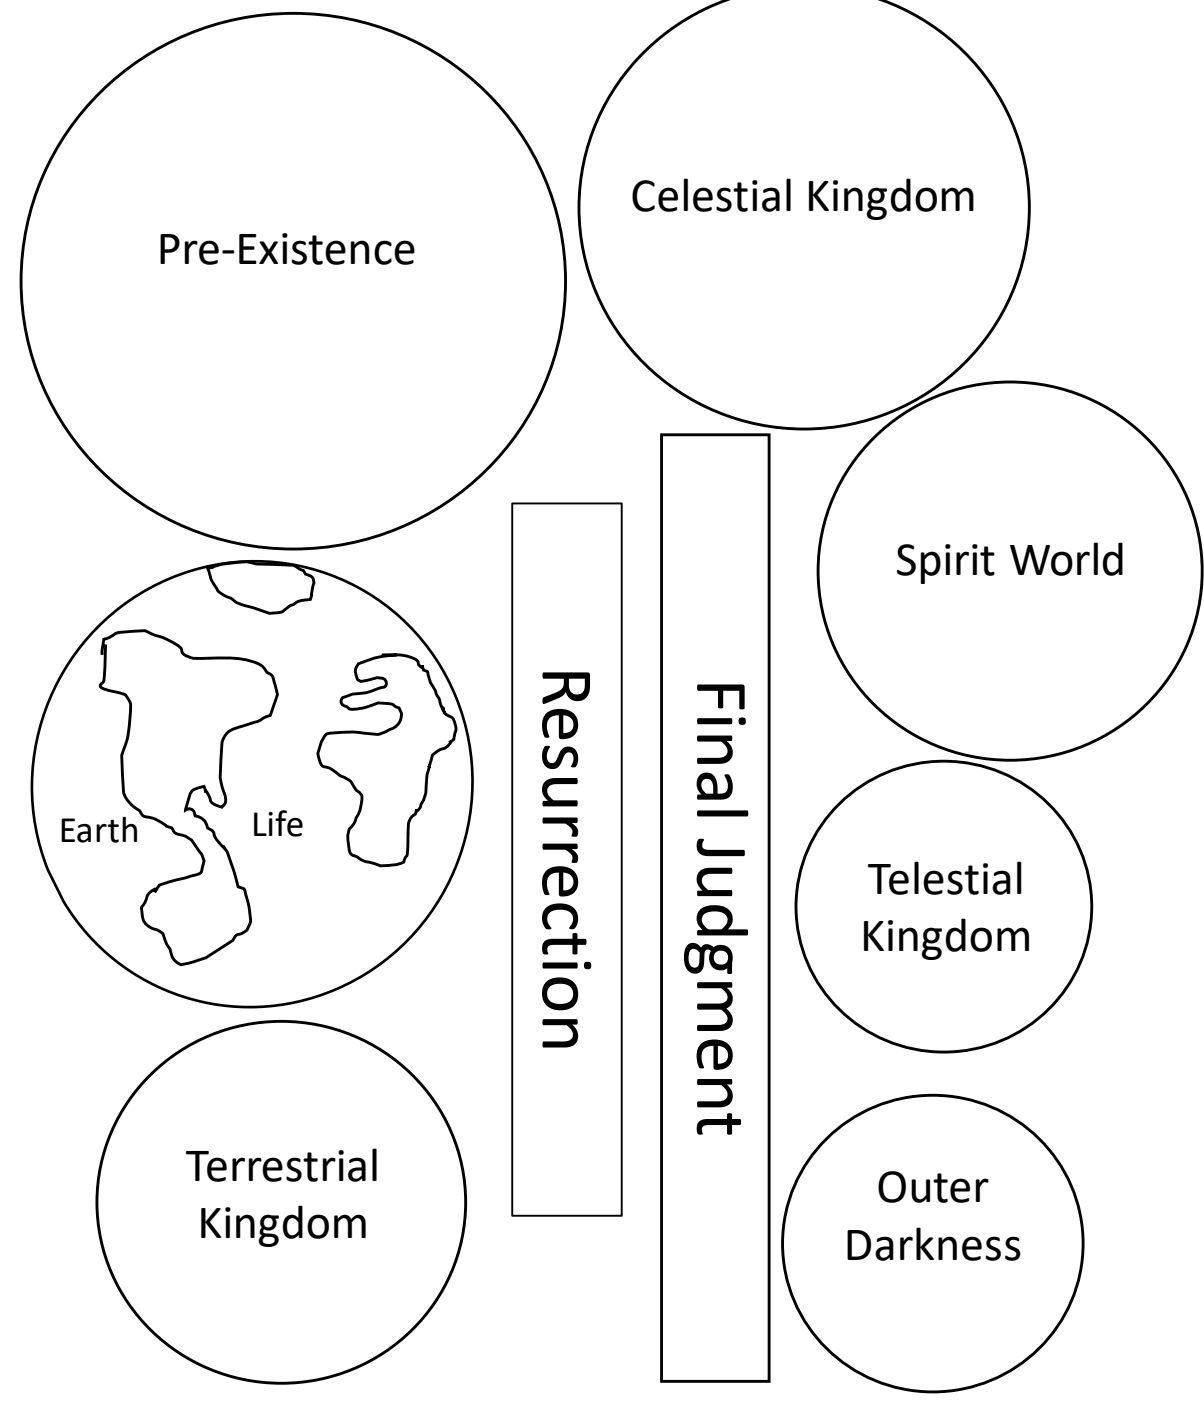 Pre-Existence
Celestial Kingdom
Spirit World
Earth Life
Resurrection
Final Judgment
Telestial
Kingdom
Terrestrial
Kingdom
Outer
Darkness